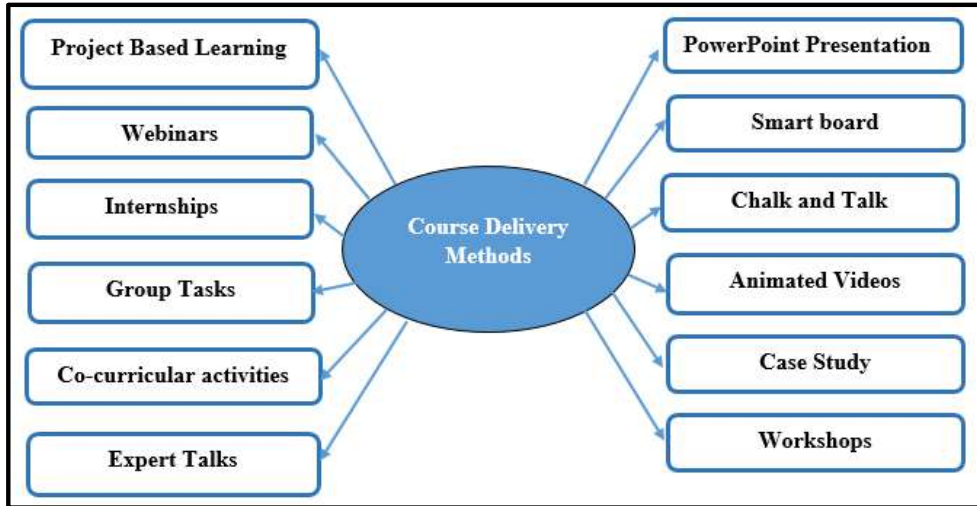 Project Based Learning
Webinars
Internships
Group Tasks
Co-curricular activities
Expert Talks
Course Delivery
Methods
PowerPoint Presentation
Smart board
Chalk and Talk
Animated Videos
Case Study
Workshops